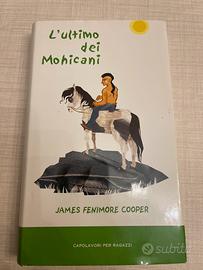 L'ultimo
dei
Mohicani
JAMES FENIMORE COOPER
CAPOLAVORI PER RAGAZZI
subito